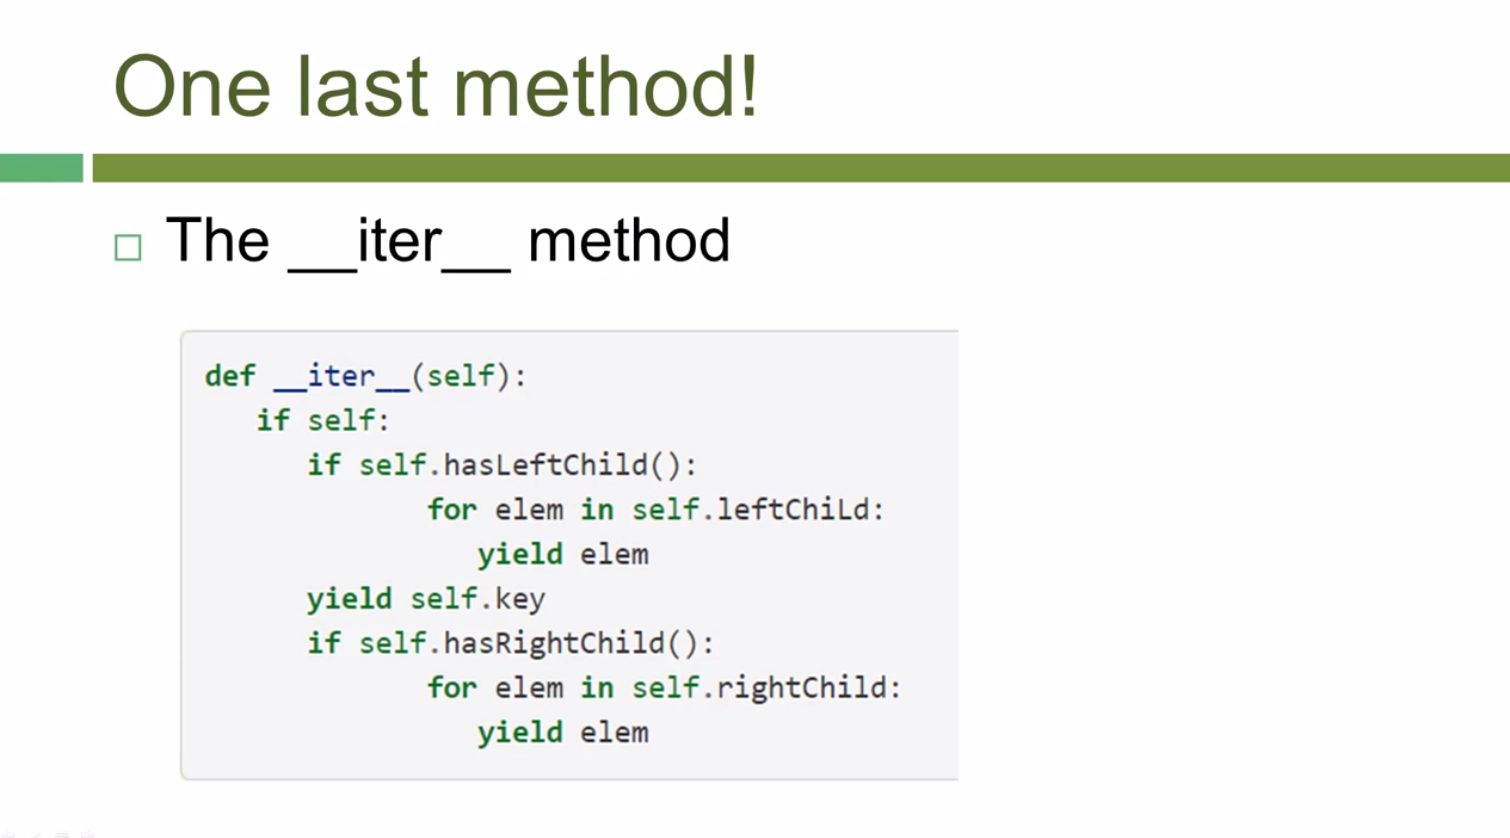 One last method!
The __iter__ method
def __iter__(self):
if self:
if self.hasLeftChild():
for elem in self.leftChiLd:
yield elem
yield self.key
if self.hasRightChild():
for elem in self.rightChild:
yield elem